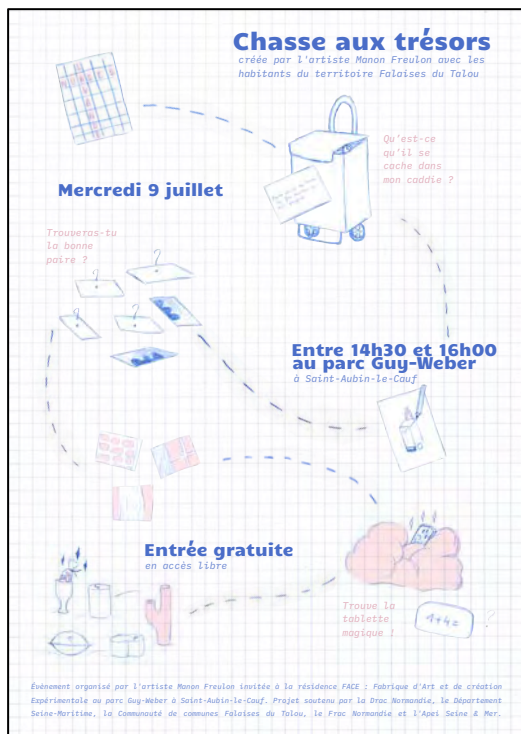 Chasse aux trésors
créée par l'artiste Manon Freulon avec les
habitants du territoire Falaises du Talou
Qu'est-ce
qu'il se
cache dans
mon caddie ?
Mercredi 9 juillet
Trouveras-tu
la bonne
paire ?
? ?
? ?
Entre 14h30 et 16h00
au parc Guy-Weber
à Saint-Aubin-le-Cauf
Entrée gratuite
en accès libre
Trouve la
tablette
magique !
1+4= ?
Événement organisé par l'artiste Manon Freulon invitée à la résidence FACE : Fabrique d'Art et de création
Expérimentale au parc Guy-Weber à Saint-Aubin-le-Cauf. Projet soutenu par la Drac Normandie, le Département
Seine-Maritime, la Communauté de communes Falaises du Talou, le Frac Normandie et l'Apei Seine & Mer.